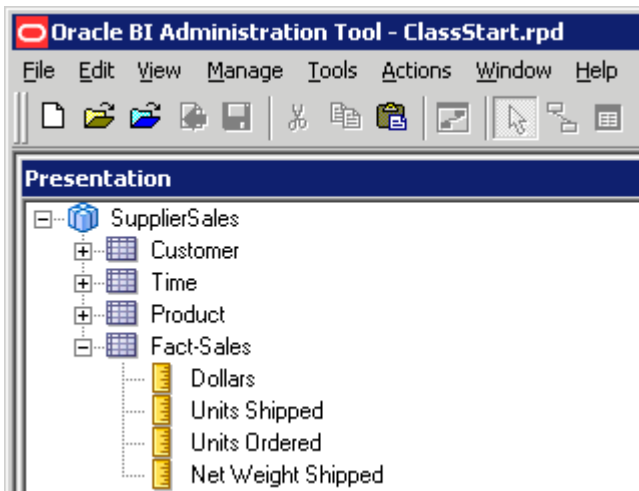 Oracle BI Administration Tool - ClassStart.rpd
File Edit View Manage Tools Actions Window Help
Presentation
SupplierSales
Customer
Time
Product
Fact-Sales
Dollars
Units Shipped
Units Ordered
Net Weight Shipped